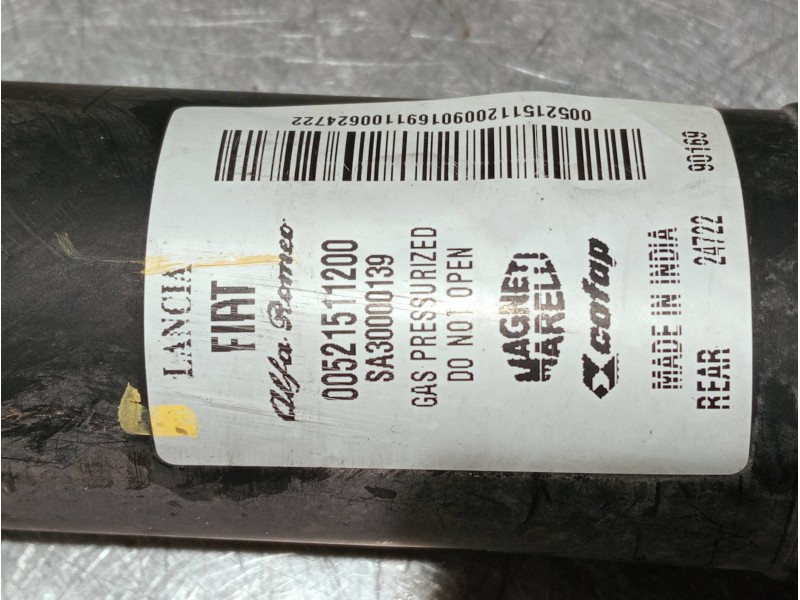 00521511200901691100624722
LANCIA
FIAT
Alfa Romeo
00521511200
SA30000139
GAS PRESSURIZED
DO NOT OPEN
MAGNETI
MARELLI
cofap
MADE IN INDIA
REAR 24722 90169